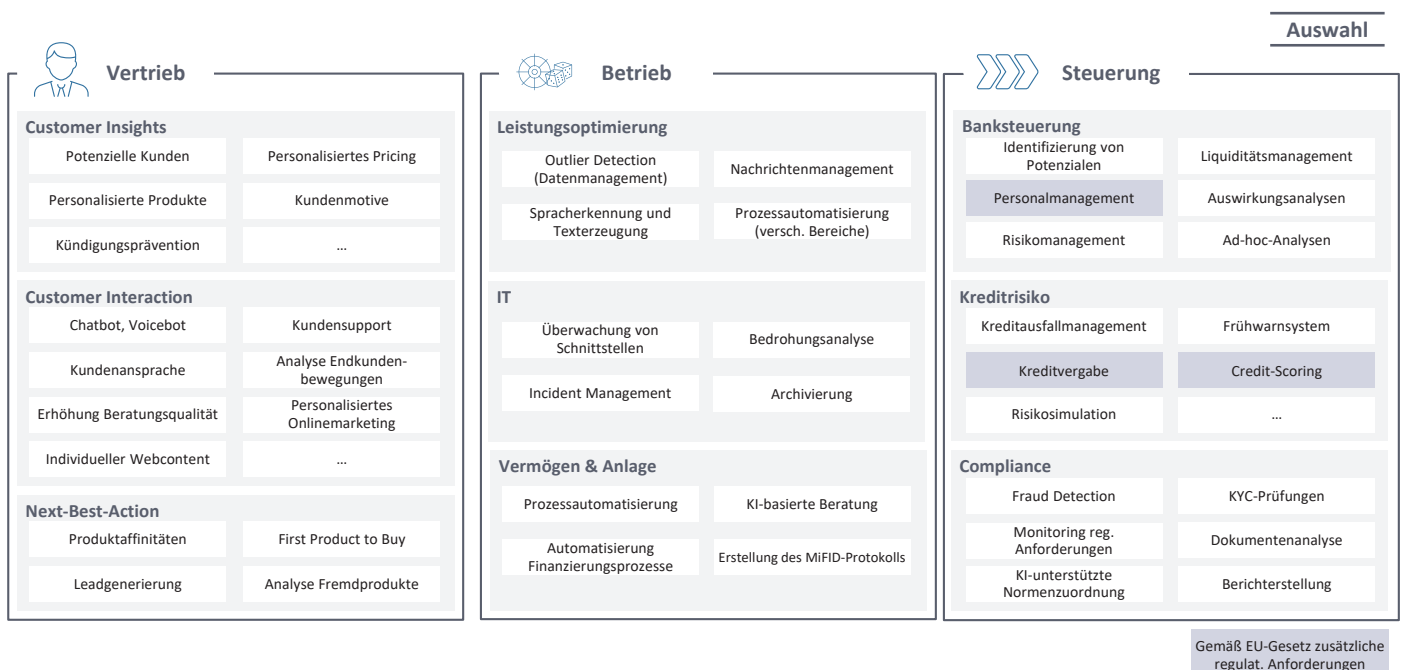 Auswahl
Vertrieb
Customer Insights
Potenzielle Kunden
Personalisiertes Pricing
Personalisierte Produkte
Kundenmotive
Kündigungsprävention
...
Customer Interaction
Chatbot, Voicebot
Kundensupport
Kundenansprache
Analyse Endkunden-
bewegungen
Erhöhung Beratungsqualität
Personalisiertes
Onlinemarketing
Individueller Webcontent
...
Next-Best-Action
Produktaffinitäten
First Product to Buy
Leadgenerierung
Analyse Fremdprodukte
Betrieb
Leistungsoptimierung
Outlier Detection
(Datenmanagement)
Nachrichtenmanagement
Spracherkennung und
Texterzeugung
Prozessautomatisierung
(versch. Bereiche)
IT
Überwachung von
Schnittstellen
Bedrohungsanalyse
Incident Management
Archivierung
Vermögen & Anlage
Prozessautomatisierung
KI-basierte Beratung
Automatisierung
Finanzierungsprozesse
Erstellung des MiFID-Protokolls
Steuerung
Banksteuerung
Identifizierung von
Potenzialen
Liquiditätsmanagement
Personalmanagement
Auswirkungsanalysen
Risikomanagement
Ad-hoc-Analysen
Kreditrisiko
Kreditausfallmanagement
Frühwarnsystem
Kreditvergabe
Credit-Scoring
Risikosimulation
...
Compliance
Fraud Detection
KYC-Prüfungen
Monitoring reg.
Anforderungen
Dokumentenanalyse
KI-unterstützte
Normenzuordnung
Berichterstellung
Gemäß EU-Gesetz zusätzliche
regulat. Anforderungen